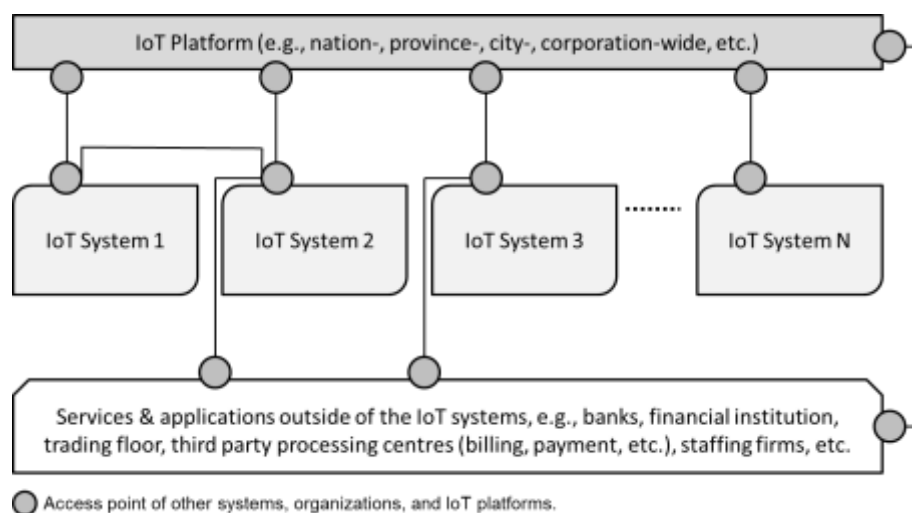 IoT Platform (e.g., nation-, province-, city-, corporation-wide, etc.)
IoT System 1
IoT System 2
IoT System 3
IoT System N
Services & applications outside of the IoT systems, e.g., banks, financial institution,
trading floor, third party processing centres (billing, payment, etc.), staffing firms, etc.
Access point of other systems, organizations, and IoT platforms.